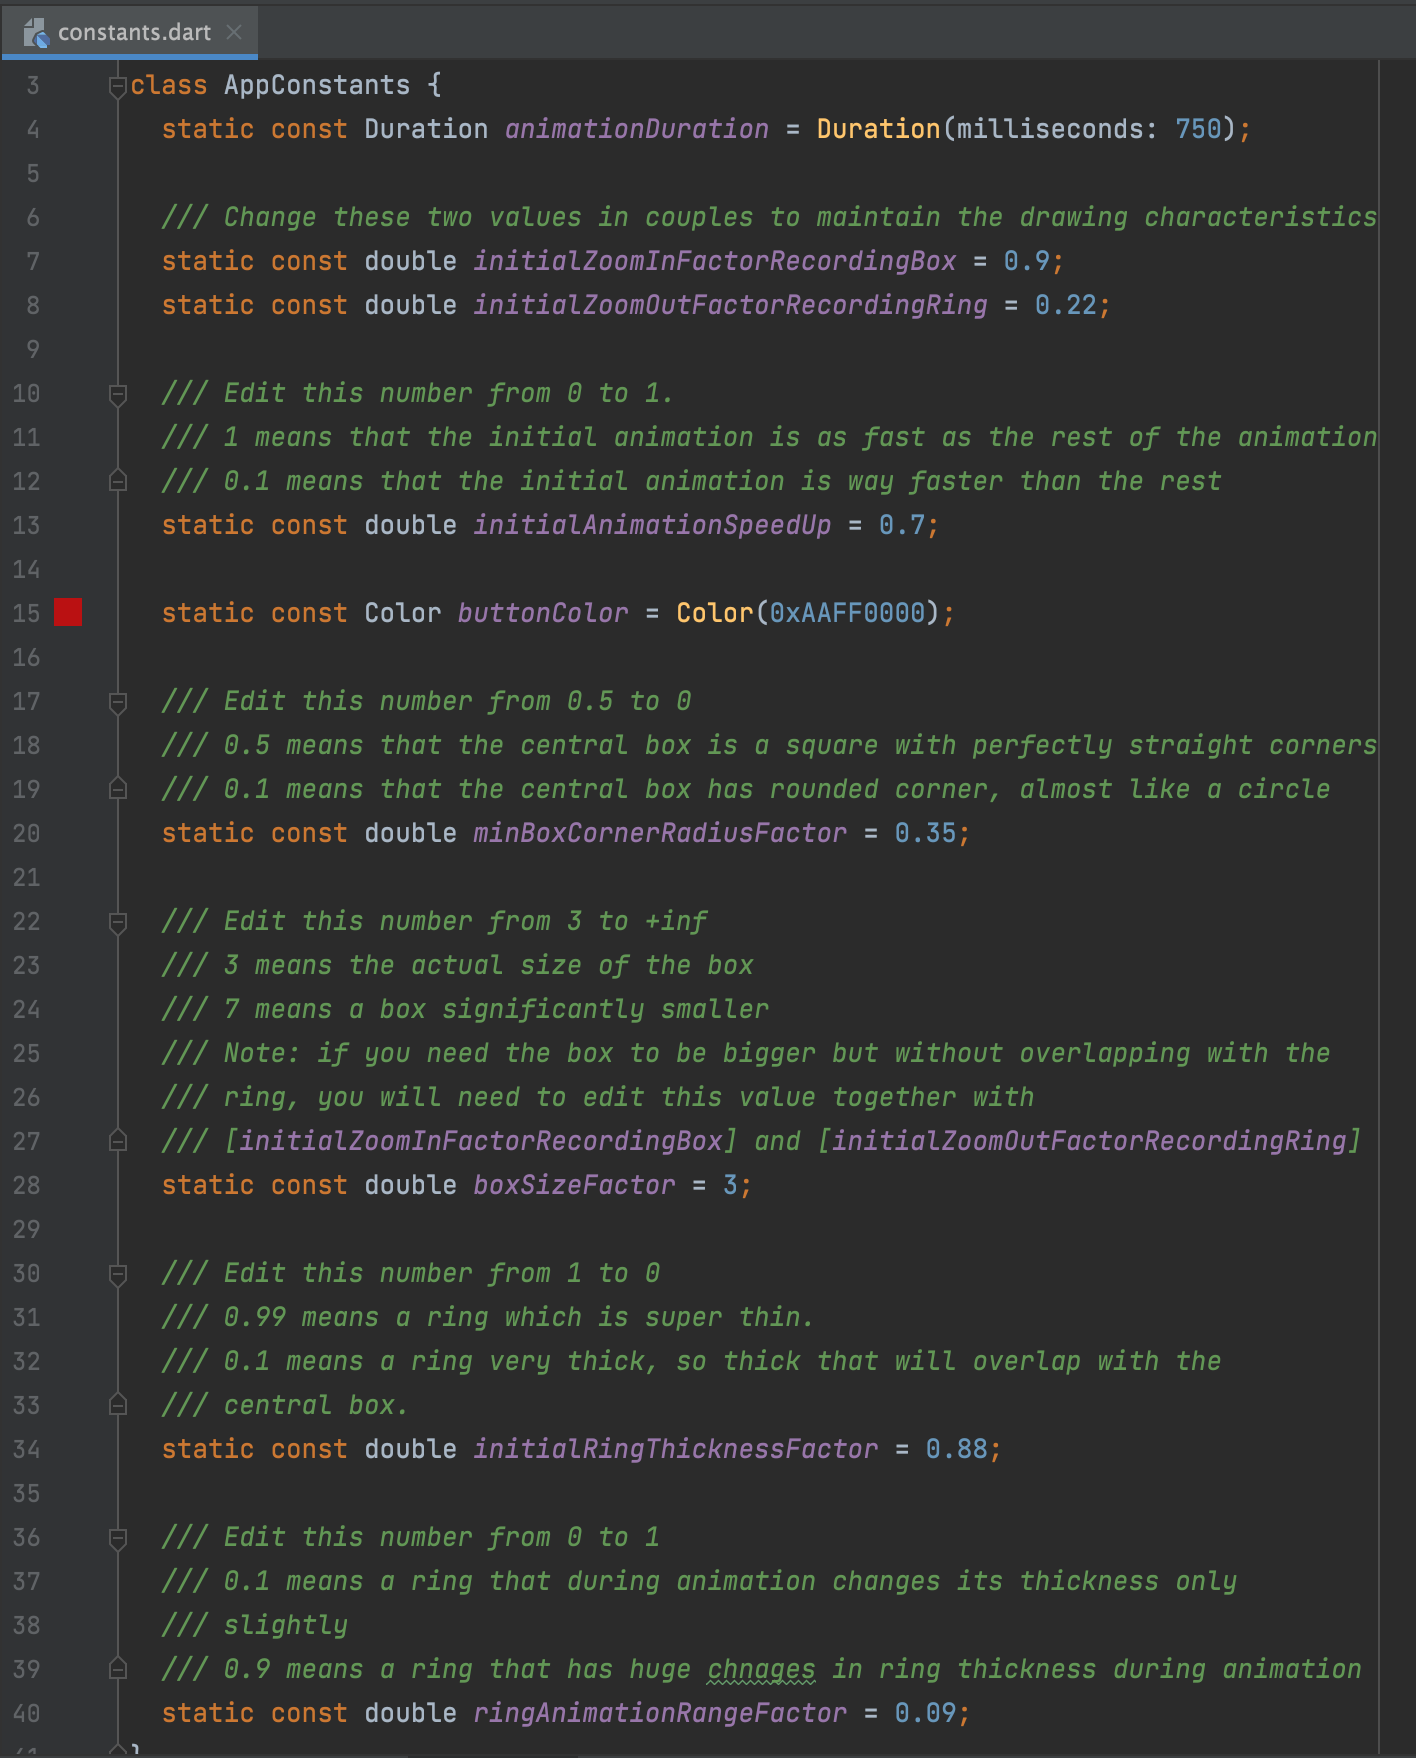 constants.dart
3 class AppConstants {
4 static const Duration animationDuration = Duration(milliseconds: 750);
5
6 /// Change these two values in couples to maintain the drawing characteristics
7 static const double initialZoomInFactorRecordingBox = 0.9;
8 static const double initialZoomOutFactorRecordingRing = 0.22;
9
10 /// Edit this number from 0 to 1.
11 /// 1 means that the initial animation is as fast as the rest of the animation
12 /// 0.1 means that the initial animation is way faster than the rest
13 static const double initialAnimationSpeedUp = 0.7;
14
15 static const Color buttonColor = Color(0xAAFF0000);
16
17 /// Edit this number from 0.5 to 0
18 /// 0.5 means that the central box is a square with perfectly straight corners
19 /// 0.1 means that the central box has rounded corner, almost like a circle
20 static const double minBoxCornerRadiusFactor = 0.35;
21
22 /// Edit this number from 3 to +inf
23 /// 3 means the actual size of the box
24 /// 7 means a box significantly smaller
25 /// Note: if you need the box to be bigger but without overlapping with the
26 /// ring, you will need to edit this value together with
27 /// [initialZoomInFactorRecordingBox] and [initialZoomOutFactorRecordingRing]
28 static const double boxSizeFactor = 3;
29
30 /// Edit this number from 1 to 0
31 /// 0.99 means a ring which is super thin.
32 /// 0.1 means a ring very thick, so thick that will overlap with the
33 /// central box.
34 static const double initialRingThicknessFactor = 0.88;
35
36 /// Edit this number from 0 to 1
37 /// 0.1 means a ring that during animation changes its thickness only
38 /// slightly
39 /// 0.9 means a ring that has huge chnages in ring thickness during animation
40 static const double ringAnimationRangeFactor = 0.09;
41 }